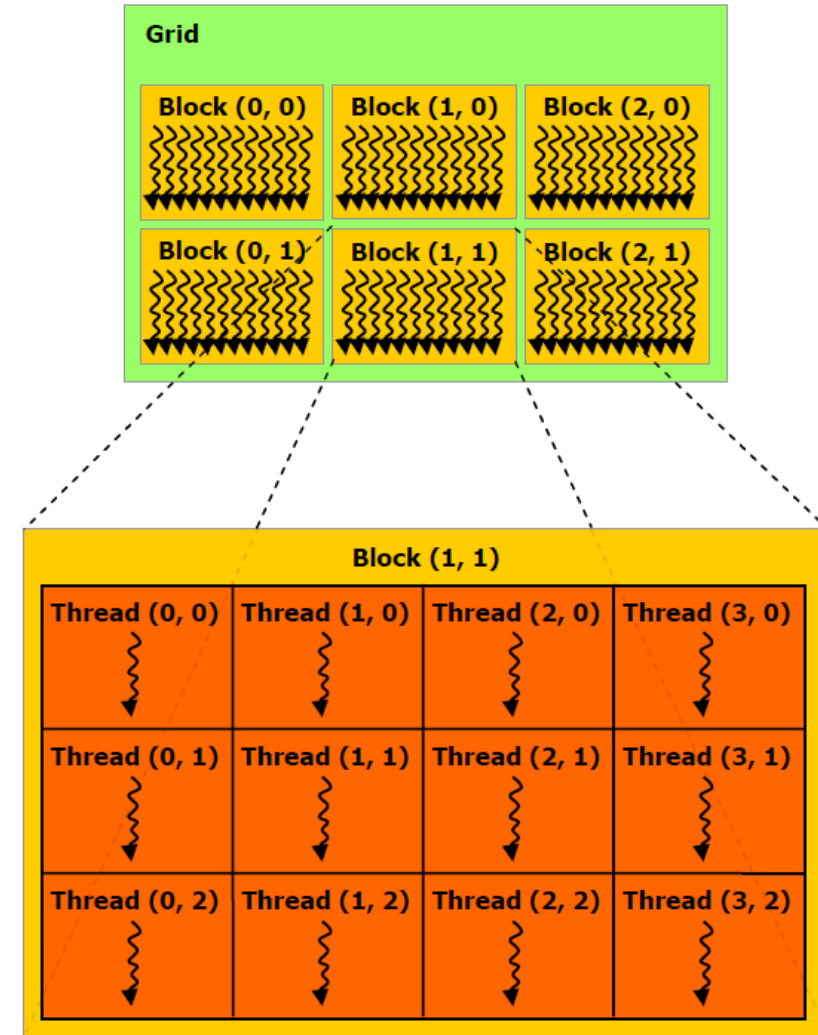 Grid
Block (0, 0) Block (1, 0) Block (2, 0)
Block (0, 1) Block (1, 1) Block (2, 1)
Block (1, 1)
Thread (0, 0) Thread (1, 0) Thread (2, 0) Thread (3, 0)
Thread (0, 1) Thread (1, 1) Thread (2, 1) Thread (3, 1)
Thread (0, 2) Thread (1, 2) Thread (2, 2) Thread (3, 2)